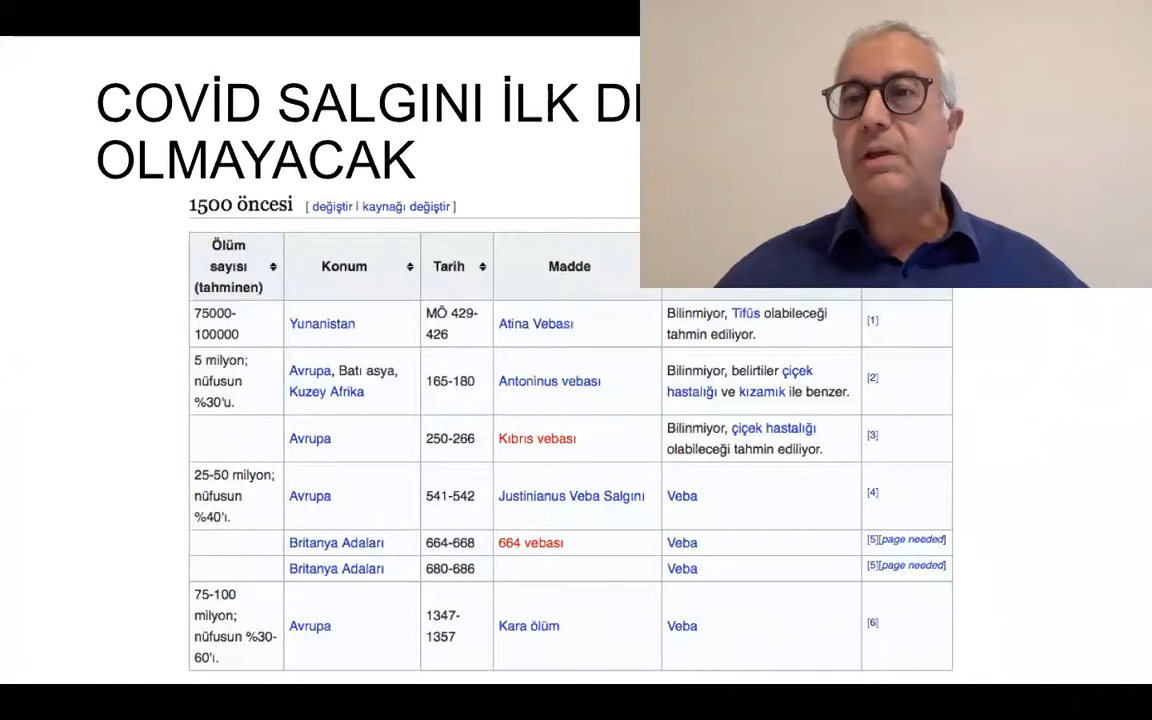 COVİD SALGINI İLK
OLMAYACAK
1500 öncesi [ değiştir | kaynağı değiştir ]
Ölüm
sayısı
(tahminen)
Konum
Tarih
Madde
75000-
100000
Yunanistan
MÖ 429-
426
Atina Vebası
Bilinmiyor, Tifüs olabileceği
tahmin ediliyor.
[1]
5 milyon;
nüfusun
%30'u.
Avrupa, Batı asya,
Kuzey Afrika
165-180
Antoninus vebası
Bilinmiyor, belirtiler çiçek
hastalığı ve kızamık ile benzer.
[2]
Avrupa
250-266
Kıbrıs vebası
Bilinmiyor, çiçek hastalığı
olabileceği tahmin ediliyor.
[3]
25-50 milyon;
nüfusun
%40'ı.
Avrupa
541-542
Justinianus Veba Salgını
Veba
[4]
Britanya Adaları
664-668
664 vebası
Veba
[5][page needed]
Britanya Adaları
680-686
Veba
[5][page needed]
75-100
milyon;
nüfusun %30-
60'ı.
Avrupa
1347-
1357
Kara ölüm
Veba
[6]